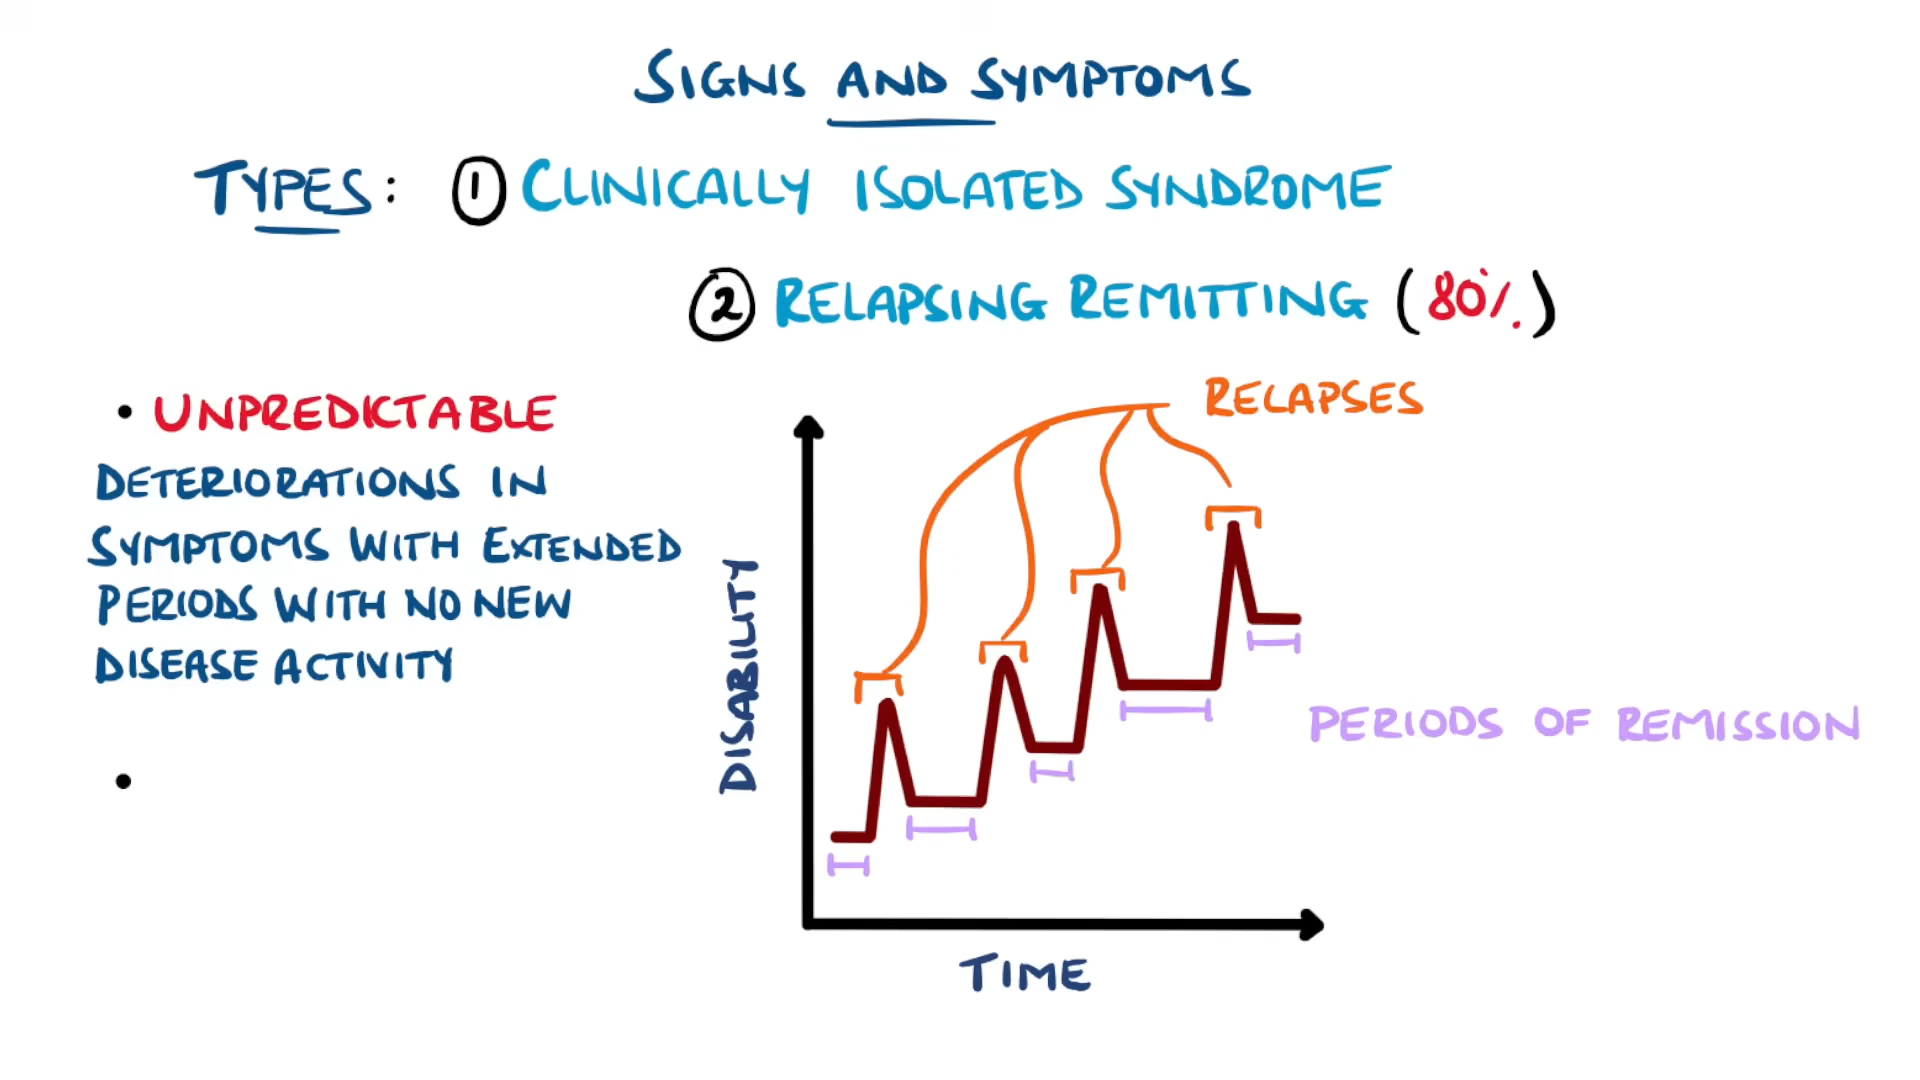 SIGNS AND SYMPTOMS
TYPES: ① CLINICALLY ISOLATED SYNDROME
② RELAPSING REMITTING (80%)
• UNPREDICTABLE
DETERIORATIONS IN
SYMPTOMS WITH EXTENDED
PERIODS WITH NO NEW
DISEASE ACTIVITY
•
RELAPSES
DISABILITY
PERIODS OF REMISSION
TIME